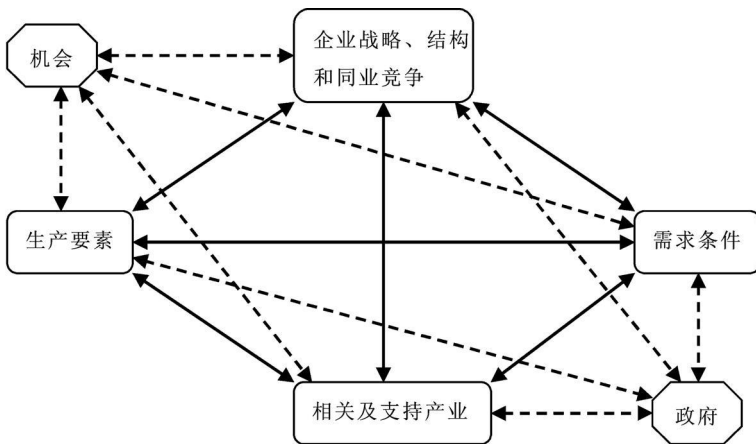 机会
企业战略、结构
和同业竞争
生产要素
需求条件
相关及支持产业
政府